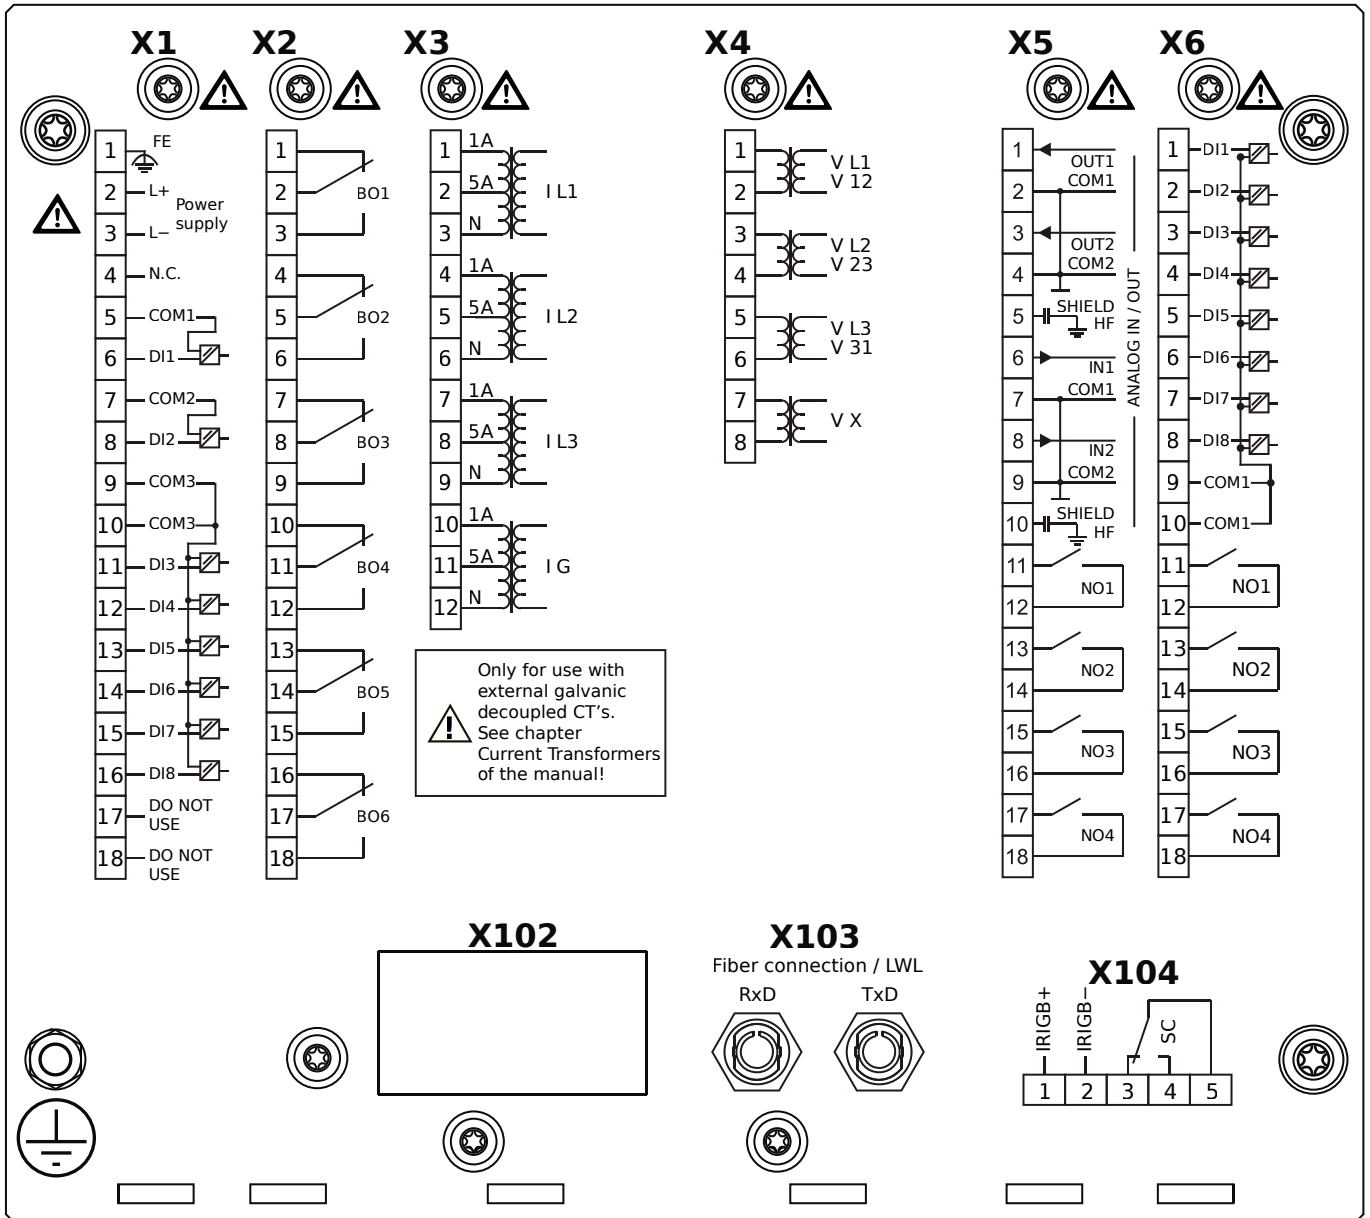 X1
X2
X3
X4
X5
X6
1 FE
2 L+
Power
supply
3 L−
4 N.C.
5 COM1
6 DI1
7 COM2
8 DI2
9 COM3
10 COM3
11 DI3
12 DI4
13 DI5
14 DI6
15 DI7
16 DI8
17 DO NOT
USE
18 DO NOT
USE
1
2 BO1
3
4
5 BO2
6
7
8 BO3
9
10
11 BO4
12
13
14 BO5
15
16
17 BO6
18
1 1A
2 5A I L1
3 N
4 1A
5 5A I L2
6 N
7 1A
8 5A I L3
9 N
10 1A
11 5A I G
12 N
Only for use with
external galvanic
decoupled CT's.
See chapter
Current Transformers
of the manual!
1 V L1
2 V 12
3 V L2
4 V 23
5 V L3
6 V 31
7 V X
8
1 OUT1
2 COM1
3 OUT2
4 COM2
5 SHIELD
HF
6 IN1
7 COM1
8 IN2
9 COM2
10 SHIELD
HF
ANALOG IN / OUT
11
NO1
12
13
NO2
14
15
NO3
16
17
NO4
18
1 DI1
2 DI2
3 DI3
4 DI4
5 DI5
6 DI6
7 DI7
8 DI8
9 COM1
10 COM1
11
NO1
12
13
NO2
14
15
NO3
16
17
NO4
18
X102
X103
Fiber connection / LWL
RxD TxD
X104
IRIGB+
IRIGB−
SC
1 2 3 4 5